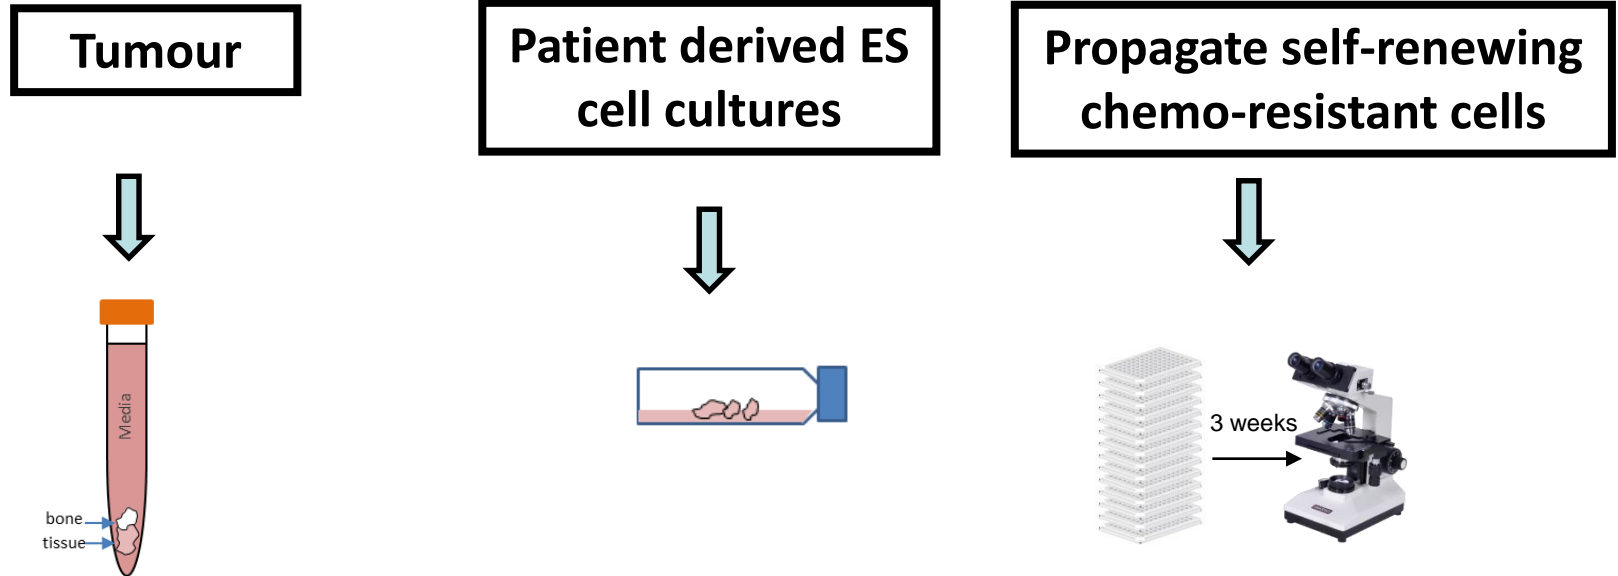 Tumour
Patient derived ES
cell cultures
Propagate self-renewing
chemo-resistant cells
Media
bone
tissue
3 weeks